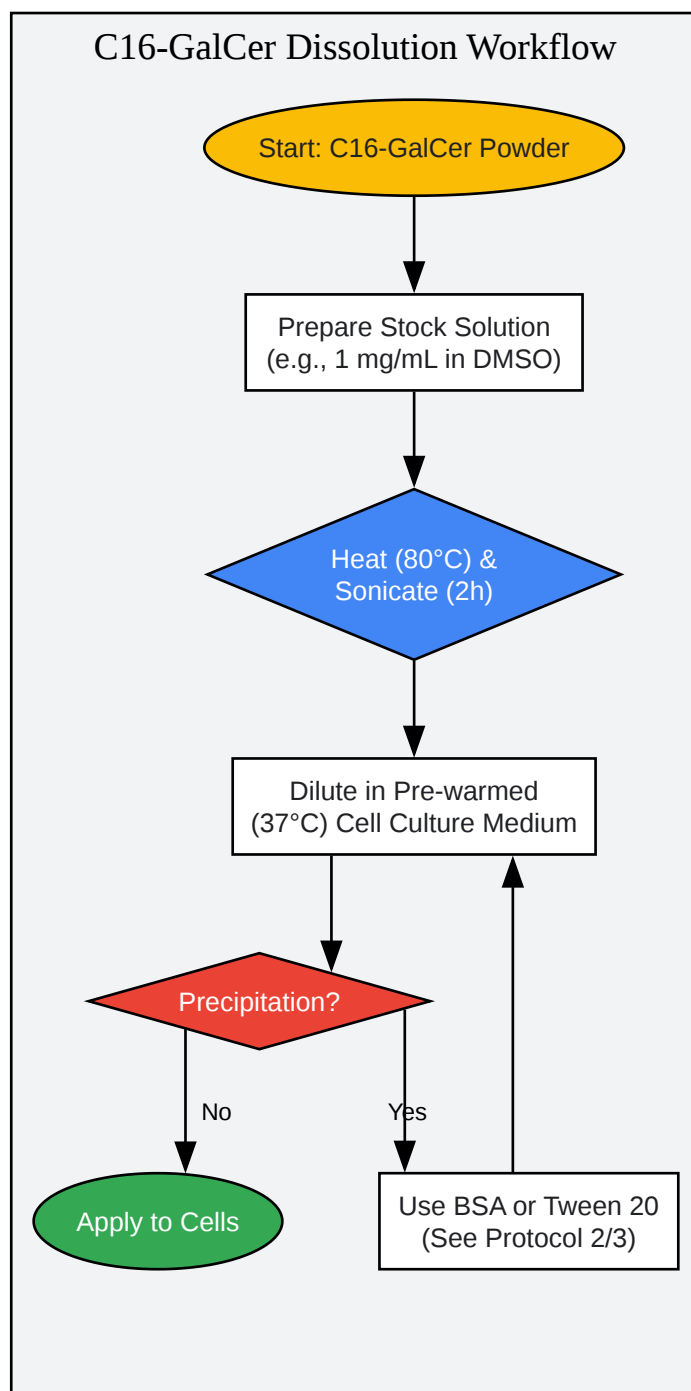 C16-GalCer Dissolution Workflow
Start: C16-GalCer Powder
Prepare Stock Solution
(e.g., 1 mg/mL in DMSO)
Heat (80°C) &
Sonicate (2h)
Dilute in Pre-warmed
(37°C) Cell Culture Medium
Precipitation?
No
Yes
Apply to Cells
Use BSA or Tween 20
(See Protocol 2/3)